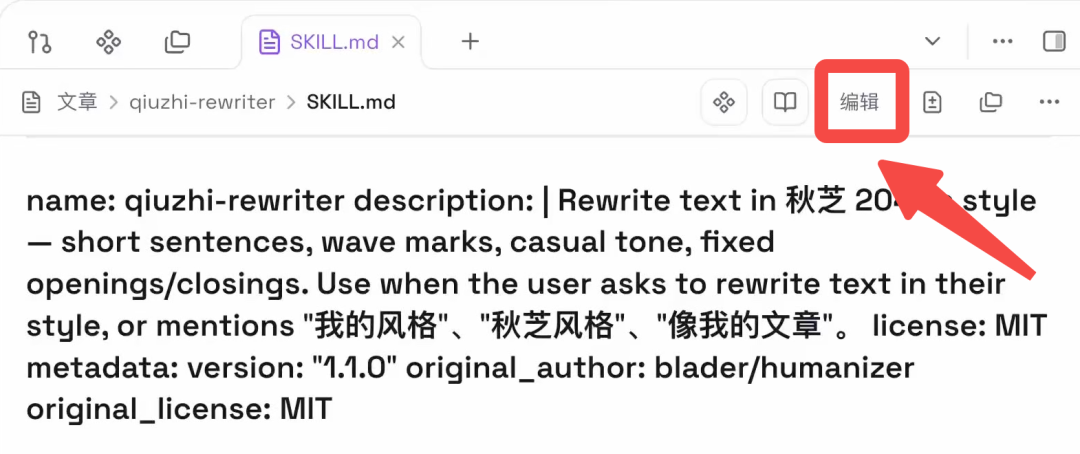 SKILL.md
文章 > qiuzhi-rewriter > SKILL.md
编辑
name: qiuzhi-rewriter description: | Rewrite text in 秋芝 style
— short sentences, wave marks, casual tone, fixed
openings/closings. Use when the user asks to rewrite text in their
style, or mentions "我的风格"、"秋芝风格"、"像我的文章"。 license: MIT
metadata: version: "1.1.0" original_author: blader/humanizer
original_license: MIT